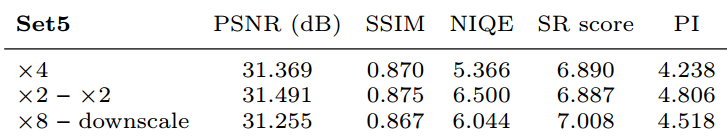 Set5 PSNR (dB) SSIM NIQE SR score PI
×4 31.369 0.870 5.366 6.890 4.238
×2 – ×2 31.491 0.875 6.500 6.887 4.806
×8 – downscale 31.255 0.867 6.044 7.008 4.518